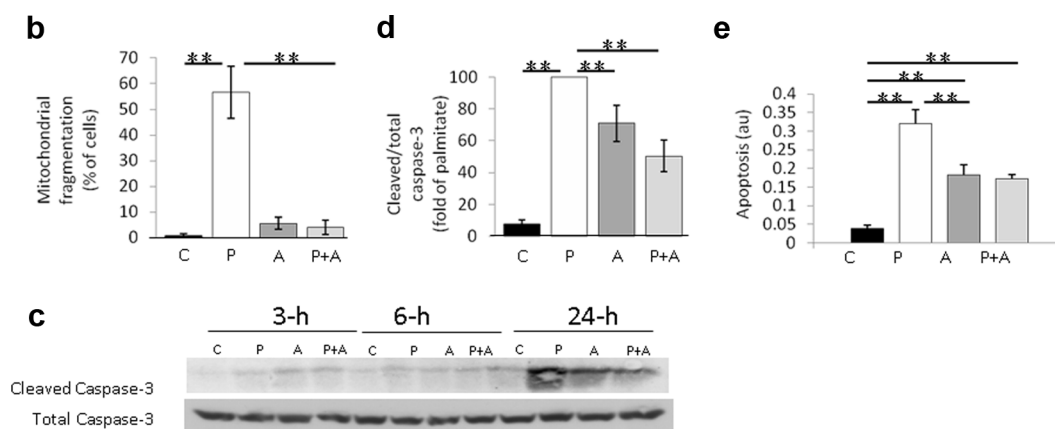 b
Mitochondrial
fragmentation
(% of cells)
70
60
50
40
30
20
10
0
**
**
C P A P+A
d
Cleaved/total
caspase-3
(fold of palmitate)
100
80
60
40
20
0
**
** **
C P A P+A
e
Apoptosis (au)
0.4
0.35
0.3
0.25
0.2
0.15
0.1
0.05
0
**
**
** **
C P A P+A
c
3-h 6-h 24-h
C P A P+A C P A P+A C P A P+A
Cleaved Caspase-3
Total Caspase-3